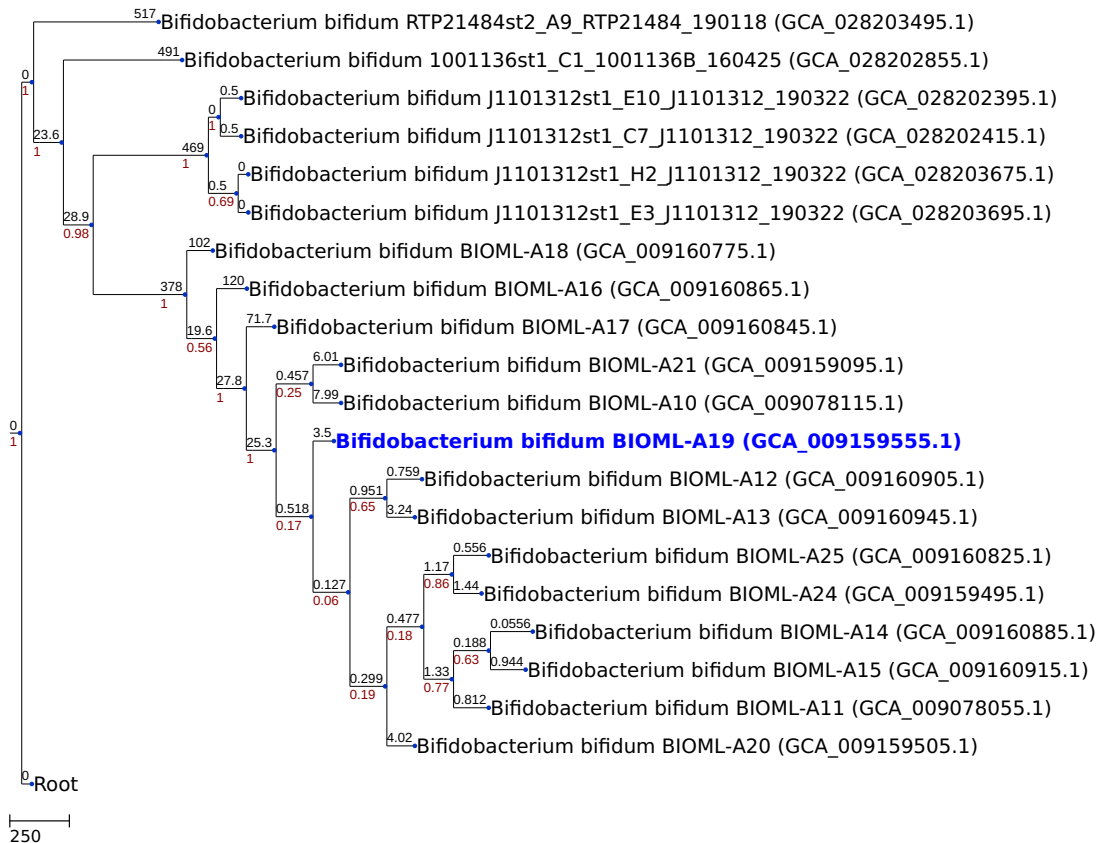 517 Bifidobacterium bifidum RTP21484st2_A9_RTP21484_190118 (GCA_028203495.1)
491 Bifidobacterium bifidum 1001136st1_C1_1001136B_160425 (GCA_028202855.1)
0
1
0.5 Bifidobacterium bifidum J1101312st1_E10_J1101312_190322 (GCA_028202395.1)
0
1
0.5 Bifidobacterium bifidum J1101312st1_C7_J1101312_190322 (GCA_028202415.1)
23.6
1
469
1
0 Bifidobacterium bifidum J1101312st1_H2_J1101312_190322 (GCA_028203675.1)
0.5
0.69
0 Bifidobacterium bifidum J1101312st1_E3_J1101312_190322 (GCA_028203695.1)
28.9
0.98
102 Bifidobacterium bifidum BIOML-A18 (GCA_009160775.1)
378
1
120 Bifidobacterium bifidum BIOML-A16 (GCA_009160865.1)
19.6
0.56
71.7 Bifidobacterium bifidum BIOML-A17 (GCA_009160845.1)
6.01 Bifidobacterium bifidum BIOML-A21 (GCA_009159095.1)
27.8
1
0.457
0.25
7.99 Bifidobacterium bifidum BIOML-A10 (GCA_009078115.1)
0
1
3.5 Bifidobacterium bifidum BIOML-A19 (GCA_009159555.1)
25.3
1
0.759 Bifidobacterium bifidum BIOML-A12 (GCA_009160905.1)
0.951
0.65
3.24 Bifidobacterium bifidum BIOML-A13 (GCA_009160945.1)
0.518
0.17
0.556 Bifidobacterium bifidum BIOML-A25 (GCA_009160825.1)
1.17
0.86
1.44 Bifidobacterium bifidum BIOML-A24 (GCA_009159495.1)
0.127
0.06
0.477
0.18
0.0556 Bifidobacterium bifidum BIOML-A14 (GCA_009160885.1)
0.188
0.63
0.944 Bifidobacterium bifidum BIOML-A15 (GCA_009160915.1)
1.33
0.77
0.299
0.19
0.812 Bifidobacterium bifidum BIOML-A11 (GCA_009078055.1)
4.02 Bifidobacterium bifidum BIOML-A20 (GCA_009159505.1)
0 Root
250